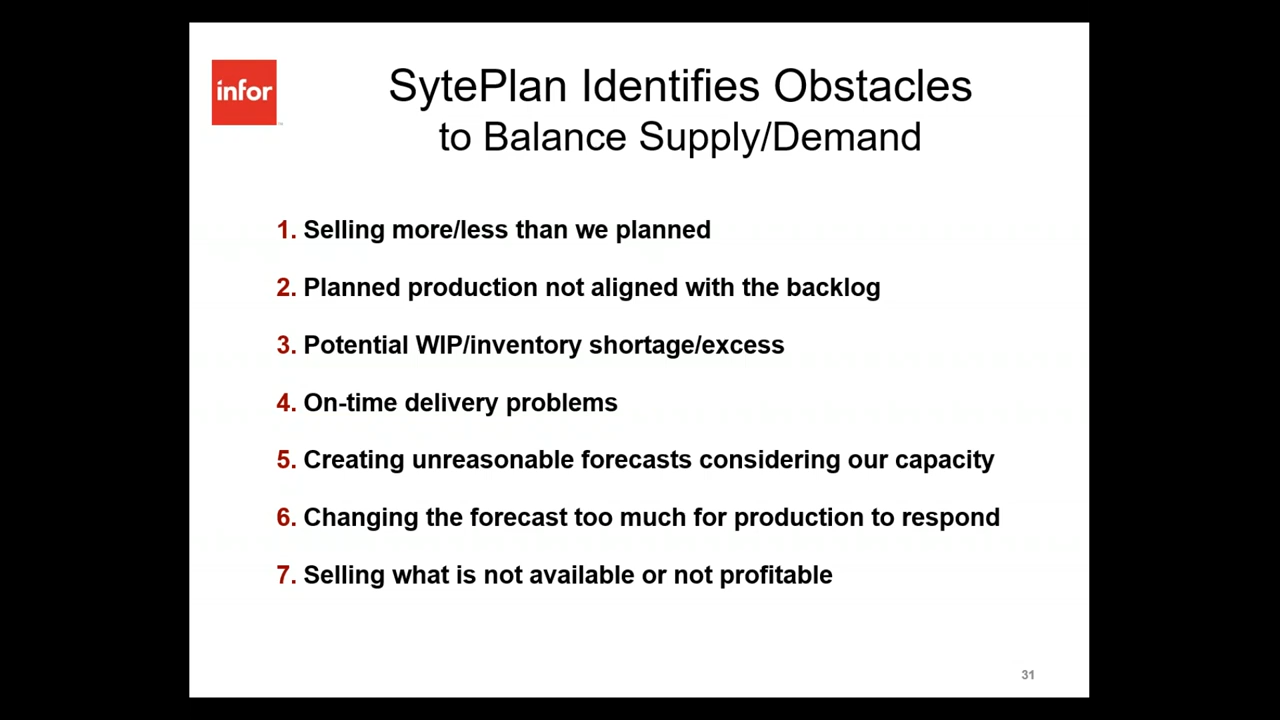 infor
SytePlan Identifies Obstacles
to Balance Supply/Demand
1. Selling more/less than we planned
2. Planned production not aligned with the backlog
3. Potential WIP/inventory shortage/excess
4. On-time delivery problems
5. Creating unreasonable forecasts considering our capacity
6. Changing the forecast too much for production to respond
7. Selling what is not available or not profitable
31